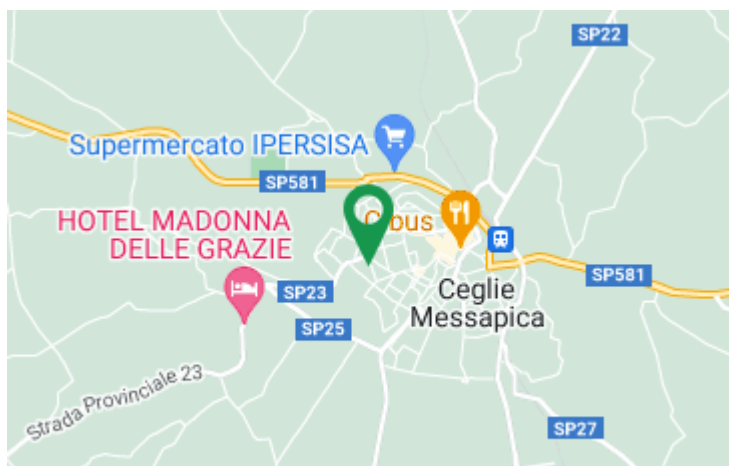 SP22
Supermercato IPERSISA
SP581
HOTEL MADONNA
DELLE GRAZIE
SP23
SP25
Ceglie
Messapica
SP581
Strada Provinciale 23
SP27